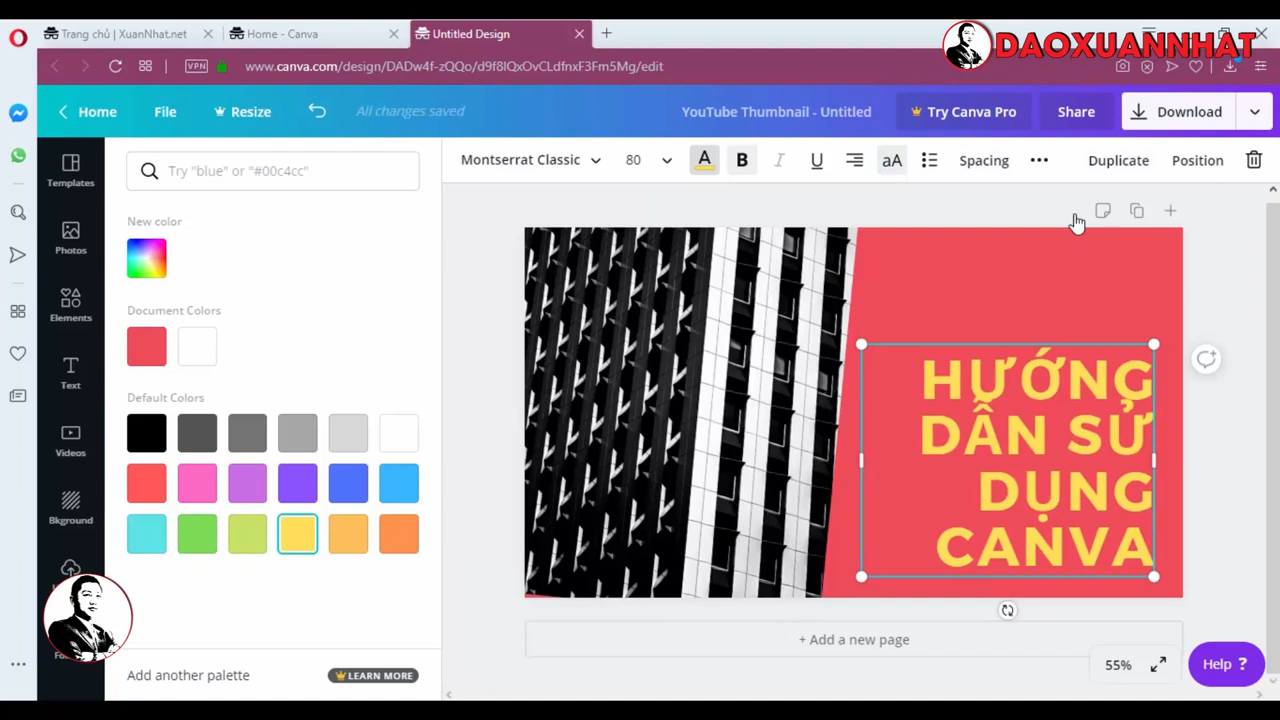 Trang chủ | XuanNhat.net
Home - Canva
Untitled Design
DAOXUANNHAT
VPN
www.canva.com/design/DADw4f-zQQo/d9f8lQxOvCLdfnxF3Fm5Mg/edit
Home
File
Resize
All changes saved
YouTube Thumbnail - Untitled
Try Canva Pro
Share
Download
Templates
Photos
Elements
Text
Videos
Bkground
Try "blue" or "#00c4cc"
New color
Document Colors
Default Colors
Add another palette
LEARN MORE
Montserrat Classic
80
A
B
I
U
aA
Spacing
Duplicate
Position
HƯỚNG
DẪN SỬ
DỤNG
CANVA
+ Add a new page
55%
Help ?